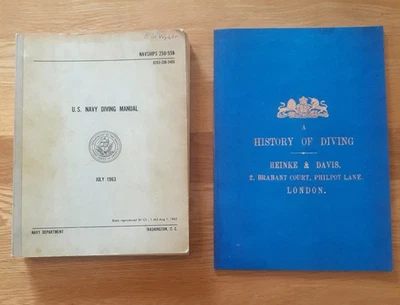 NAVSHIPS 250-538
U.S. NAVY DIVING MANUAL
JULY 1963
NAVY DEPARTMENT
WASHINGTON, D. C.
A
HISTORY OF DIVING
HEINKE & DAVIS,
2, BRABANT COURT, PHILPOT LANE,
LONDON.